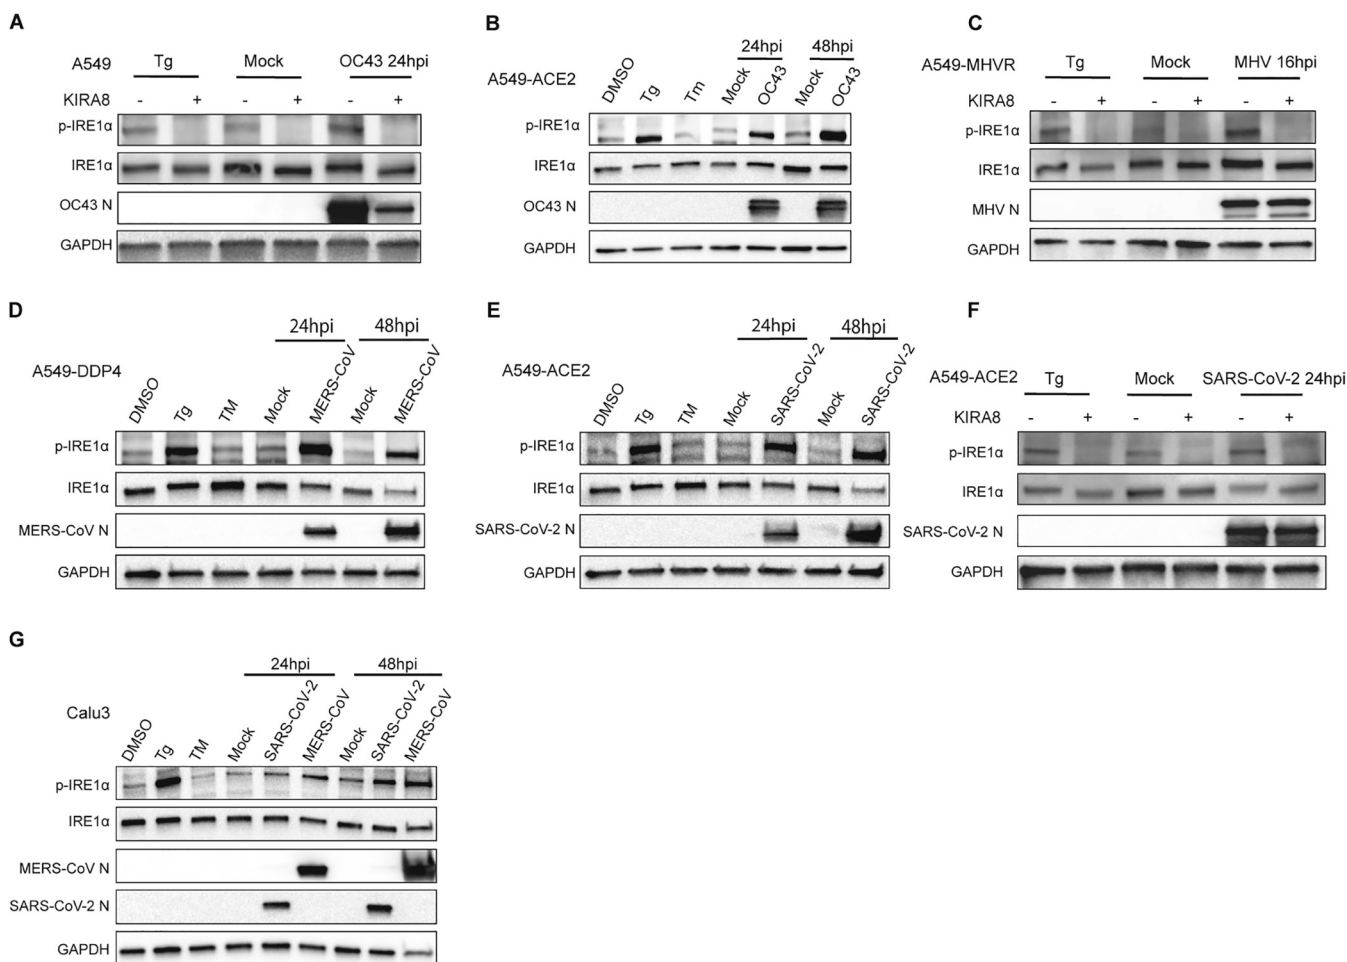 A
A549
Tg Mock OC43 24hpi
KIRA8 - + - + - +
p-IRE1α
IRE1α
OC43 N
GAPDH
B
24hpi 48hpi
A549-ACE2
DMSO Tg Tm Mock OC43 Mock OC43
p-IRE1α
IRE1α
OC43 N
GAPDH
C
A549-MHVR
Tg Mock MHV 16hpi
KIRA8 - + - + - +
p-IRE1α
IRE1α
MHV N
GAPDH
D
24hpi 48hpi
A549-DDP4
DMSO Tg TM Mock MERS-CoV Mock MERS-CoV
p-IRE1α
IRE1α
MERS-CoV N
GAPDH
E
24hpi 48hpi
A549-ACE2
DMSO Tg TM Mock SARS-CoV-2 Mock SARS-CoV-2
p-IRE1α
IRE1α
SARS-CoV-2 N
GAPDH
F
A549-ACE2
Tg Mock SARS-CoV-2 24hpi
KIRA8 - + - + - +
p-IRE1α
IRE1α
SARS-CoV-2 N
GAPDH
G
24hpi 48hpi
Calu3
DMSO Tg TM Mock SARS-CoV-2 MERS-CoV Mock SARS-CoV-2 MERS-CoV
p-IRE1α
IRE1α
MERS-CoV N
SARS-CoV-2 N
GAPDH